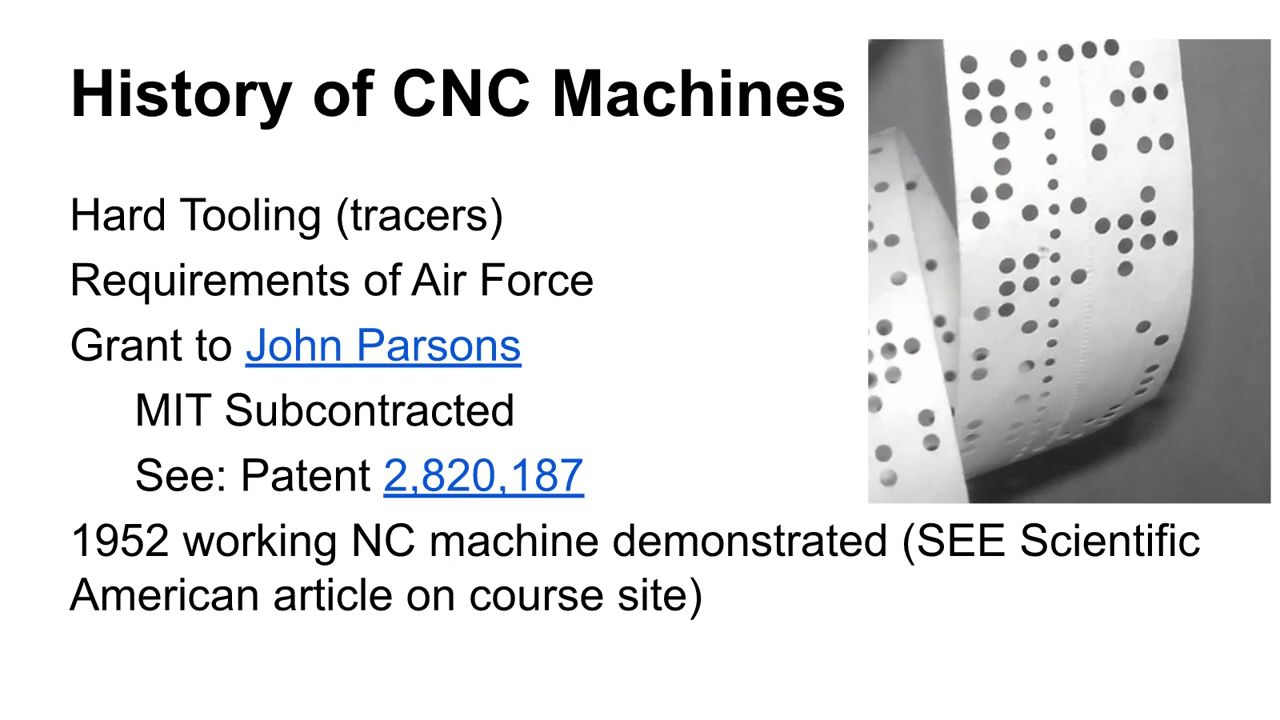 History of CNC Machines
Hard Tooling (tracers)
Requirements of Air Force
Grant to John Parsons
MIT Subcontracted
See: Patent 2,820,187
1952 working NC machine demonstrated (SEE Scientific
American article on course site)